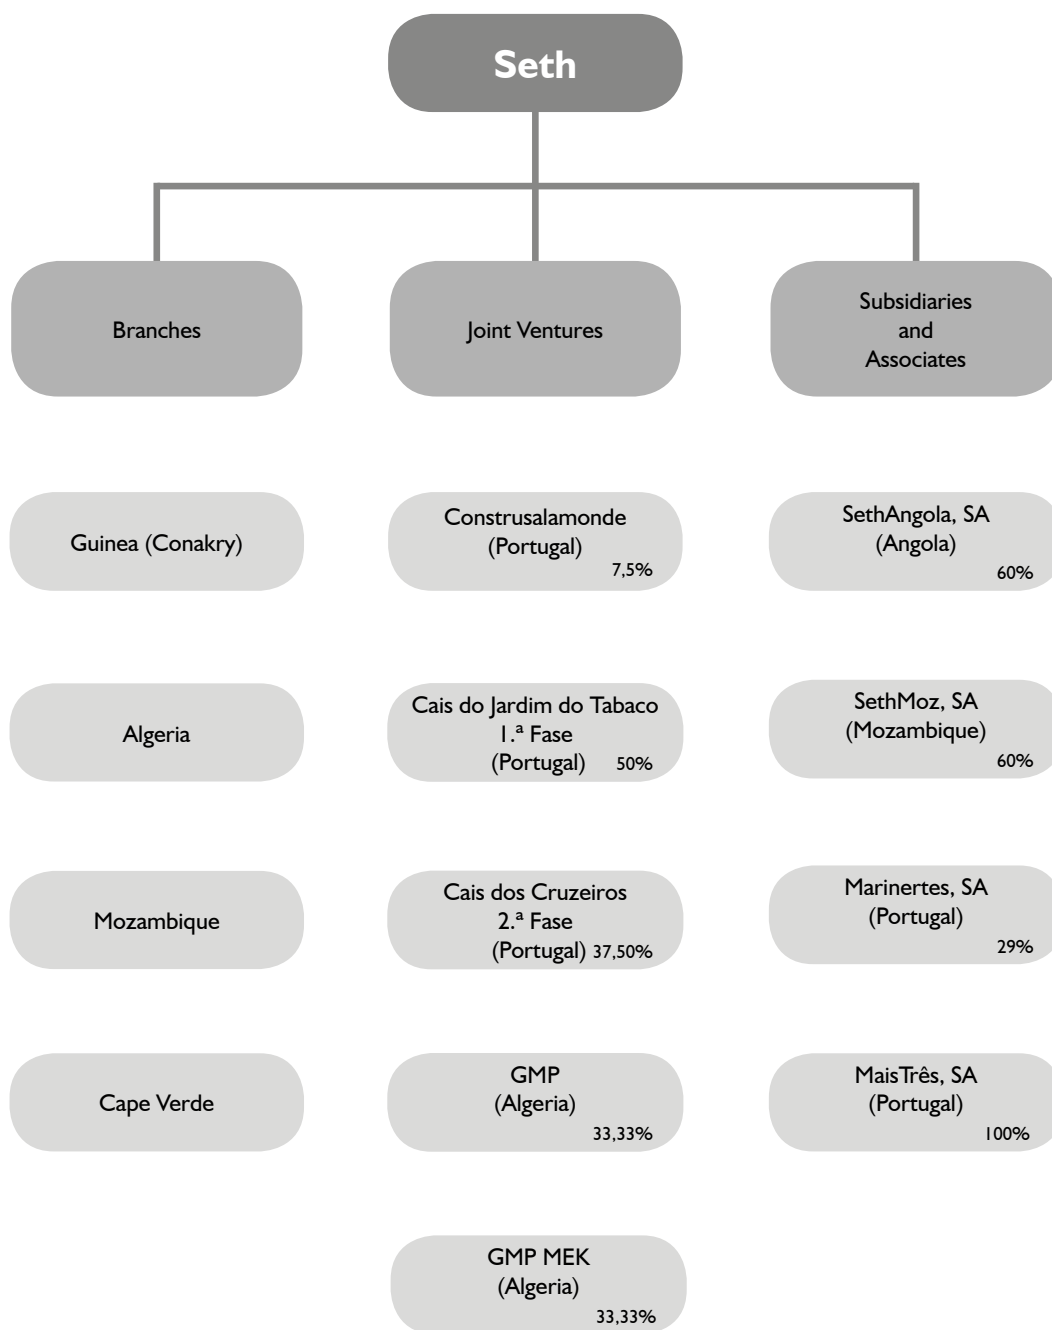 Seth
Branches
Joint Ventures
Subsidiaries
and
Associates
Guinea (Conakry)
Construsalamonde
(Portugal)
7,5%
SethAngola, SA
(Angola)
60%
Algeria
Cais do Jardim do Tabaco
1.ª Fase
(Portugal) 50%
SethMoz, SA
(Mozambique)
60%
Mozambique
Cais dos Cruzeiros
2.ª Fase
(Portugal) 37,50%
Marinertes, SA
(Portugal)
29%
Cape Verde
GMP
(Algeria)
33,33%
MaisTrês, SA
(Portugal)
100%
GMP MEK
(Algeria)
33,33%